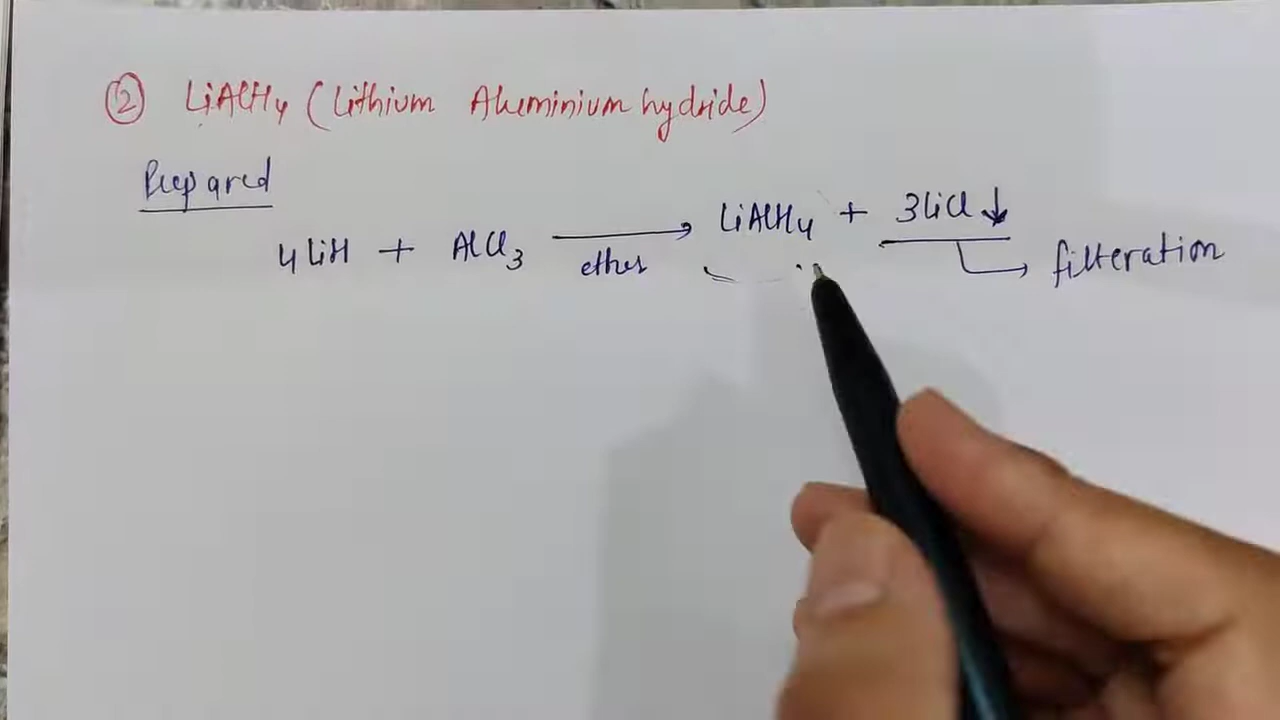 ② LiAlH4 (Lithium Aluminium hydride)
Prepared
4LiH + AlCl3 → LiAlH4 + 3LiCl ↓
ether
filteration